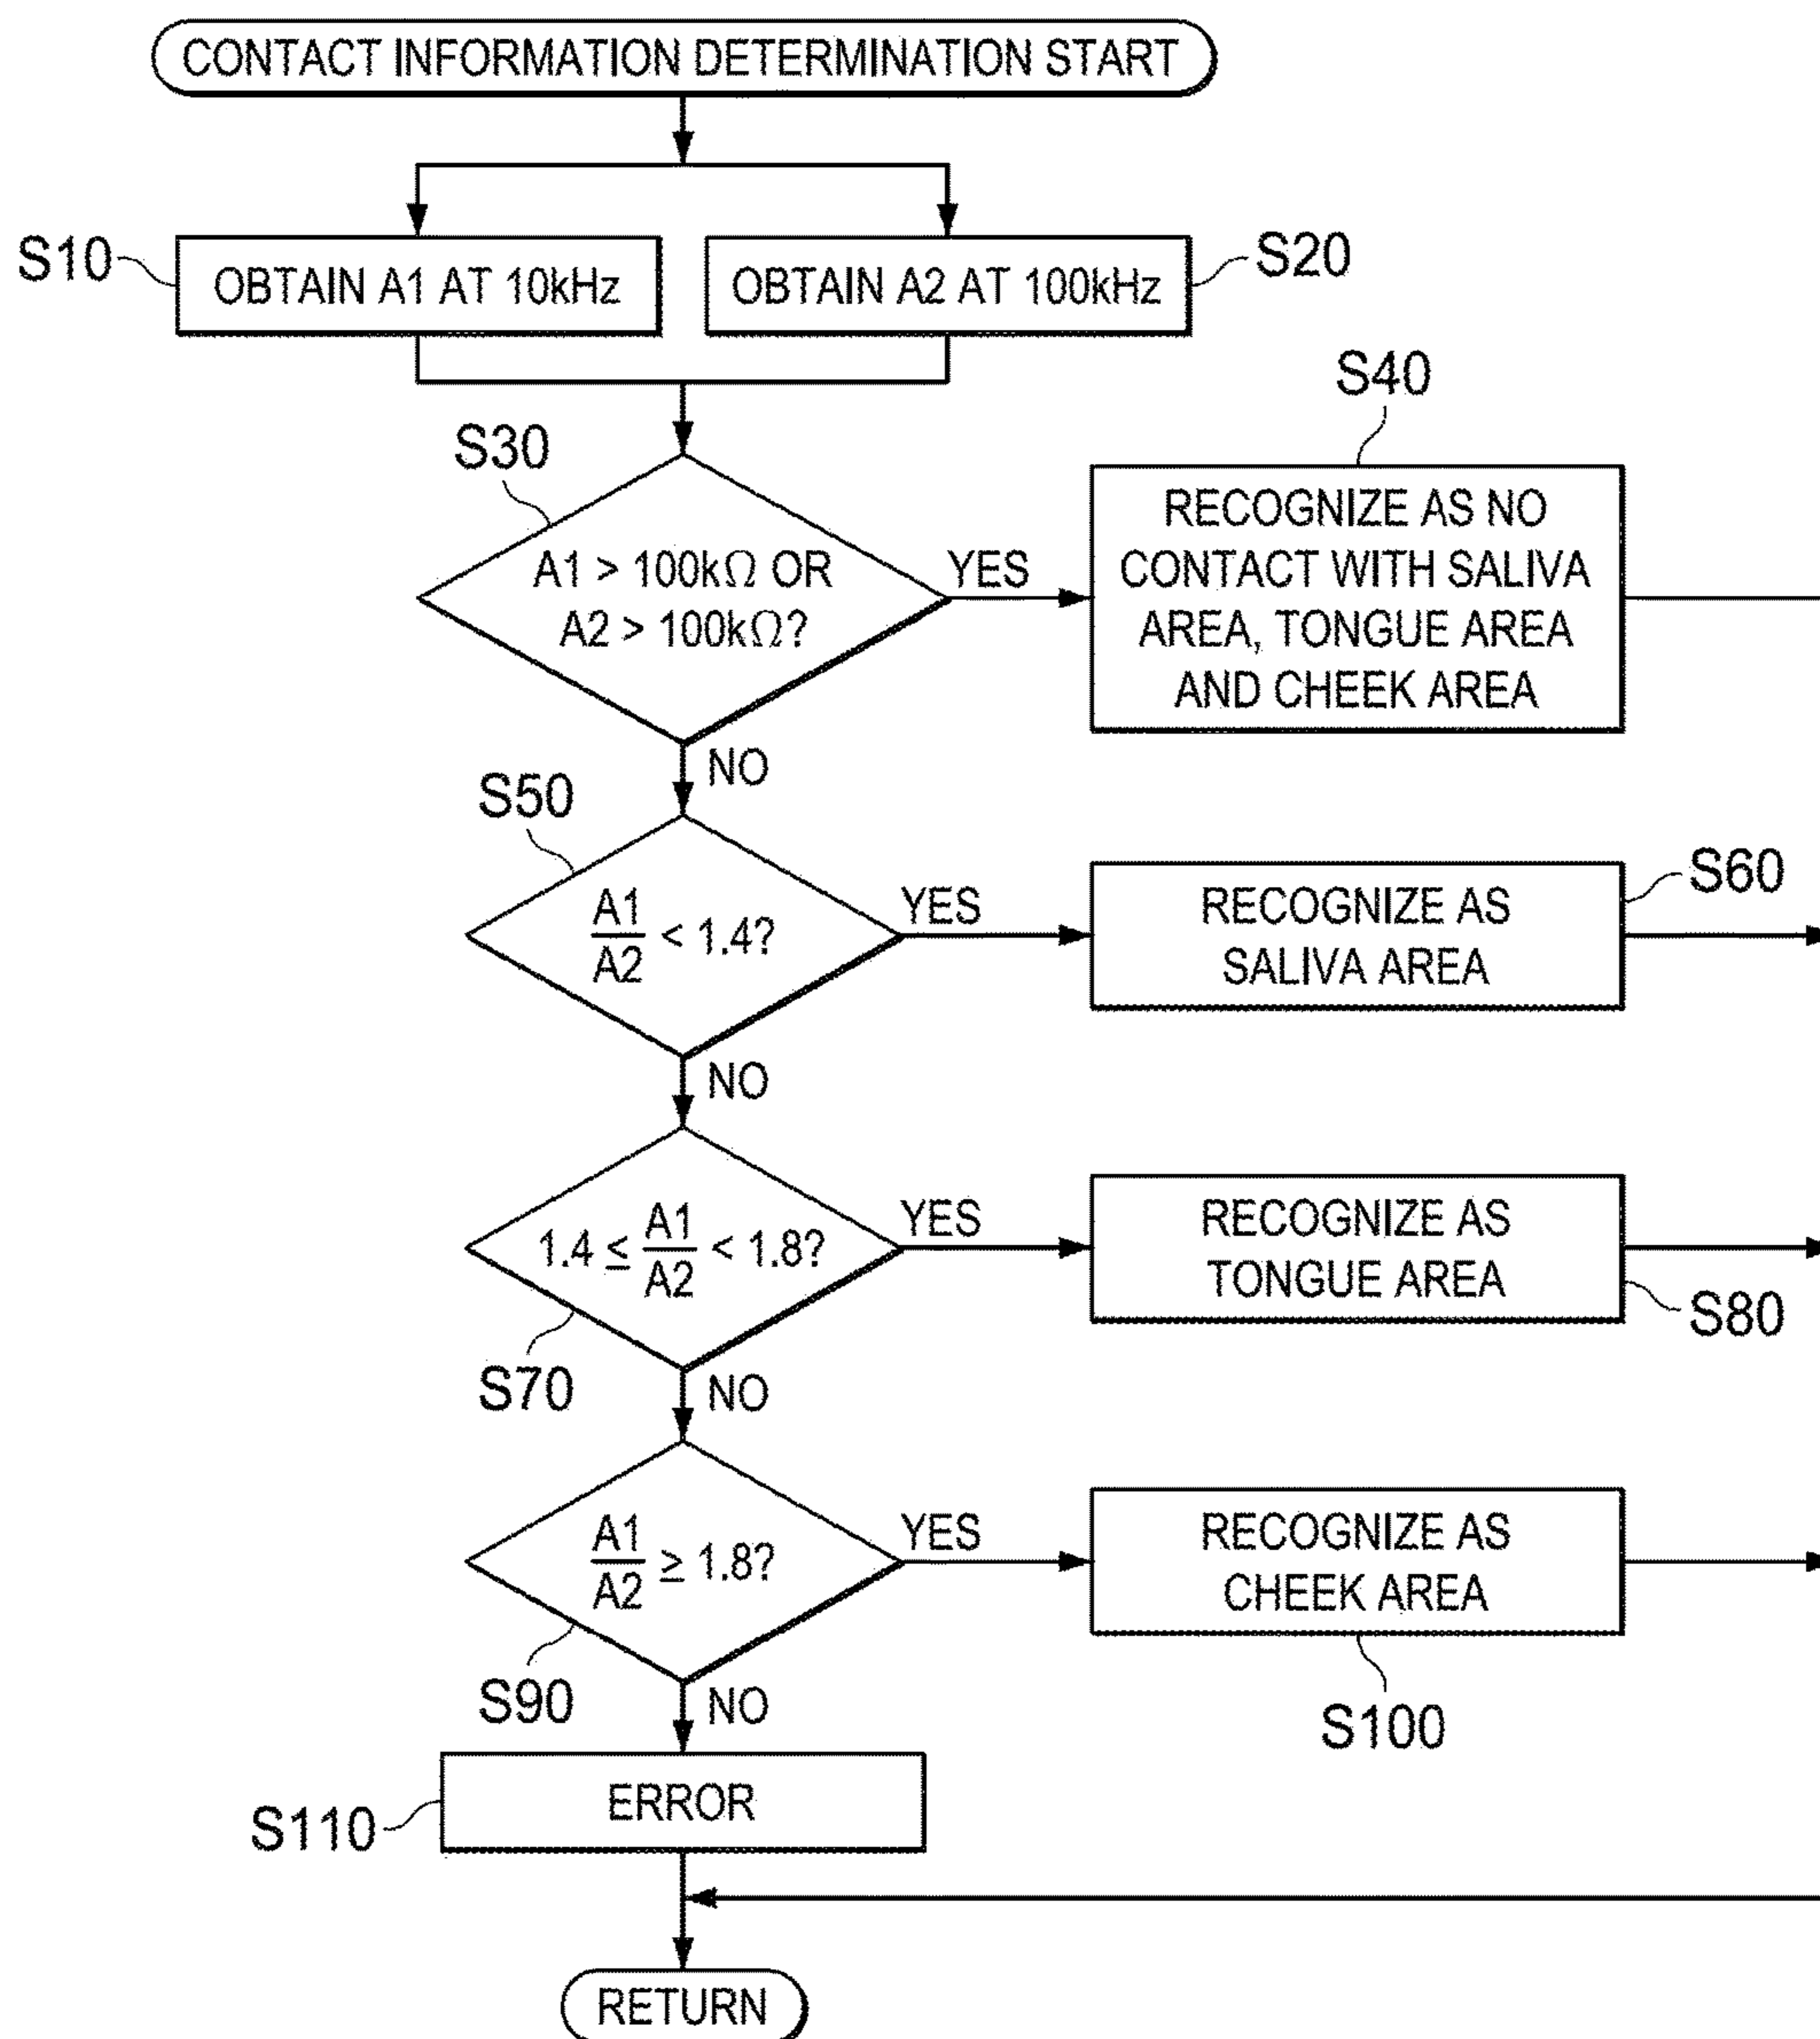 CONTACT INFORMATION DETERMINATION START
S10
OBTAIN A1 AT 10kHz
OBTAIN A2 AT 100kHz
S20
S30
A1 > 100kΩ OR
A2 > 100kΩ?
YES
NO
S40
RECOGNIZE AS NO
CONTACT WITH SALIVA
AREA, TONGUE AREA
AND CHEEK AREA
S50
A1
A2
< 1.4?
YES
NO
RECOGNIZE AS
SALIVA AREA
S60
1.4 ≤
A1
A2
< 1.8?
S70
YES
NO
RECOGNIZE AS
TONGUE AREA
S80
A1
A2
≥ 1.8?
S90
YES
NO
RECOGNIZE AS
CHEEK AREA
S100
S110
ERROR
RETURN